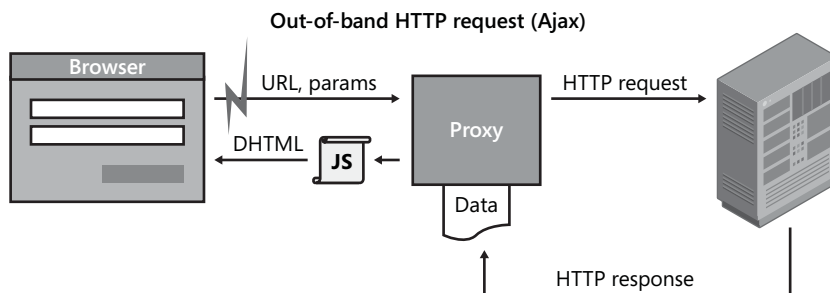 Out-of-band HTTP request (Ajax)
Browser
URL, params
HTTP request
Proxy
DHTML
JS
Data
HTTP response